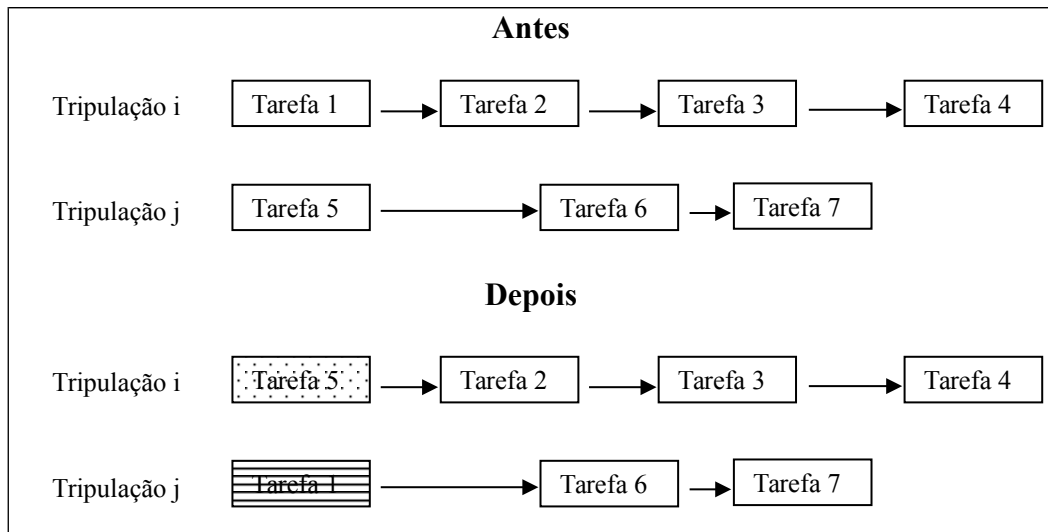 Antes
Tripulação i Tarefa 1 Tarefa 2 Tarefa 3 Tarefa 4
Tripulação j Tarefa 5 Tarefa 6 Tarefa 7
Depois
Tripulação i Tarefa 5 Tarefa 2 Tarefa 3 Tarefa 4
Tripulação j Tarefa 1 Tarefa 6 Tarefa 7